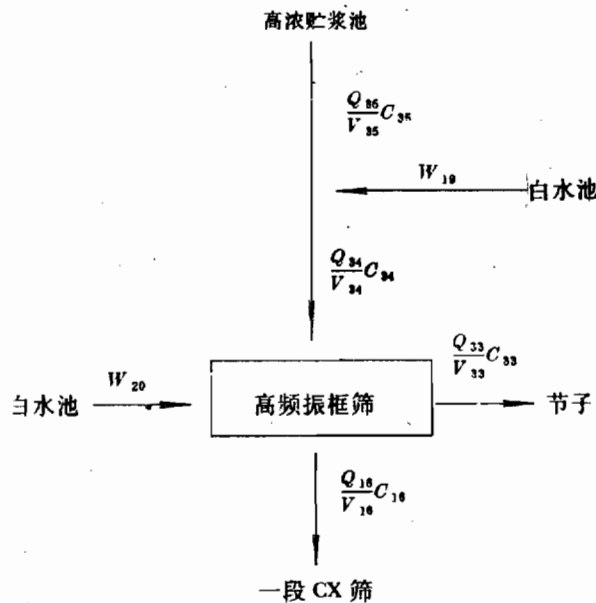 高浓贮浆池
Q₃₅/V₃₅ C₃₅
W₁₉
白水池
Q₃₄/V₃₄ C₃₄
Q₃₃/V₃₃ C₃₃
白水池
W₂₀
高频振框筛
节子
Q₁₆/V₁₆ C₁₆
一段 CX 筛